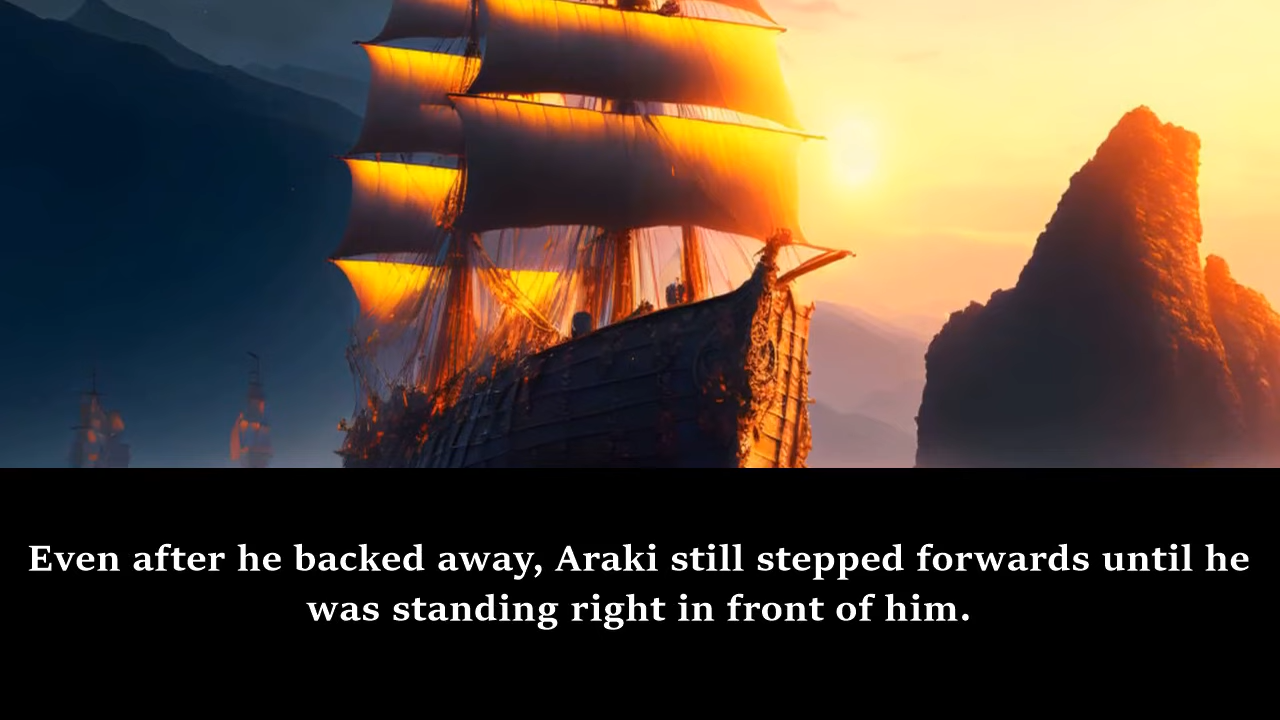 Even after he backed away, Araki still stepped forwards until he
was standing right in front of him.